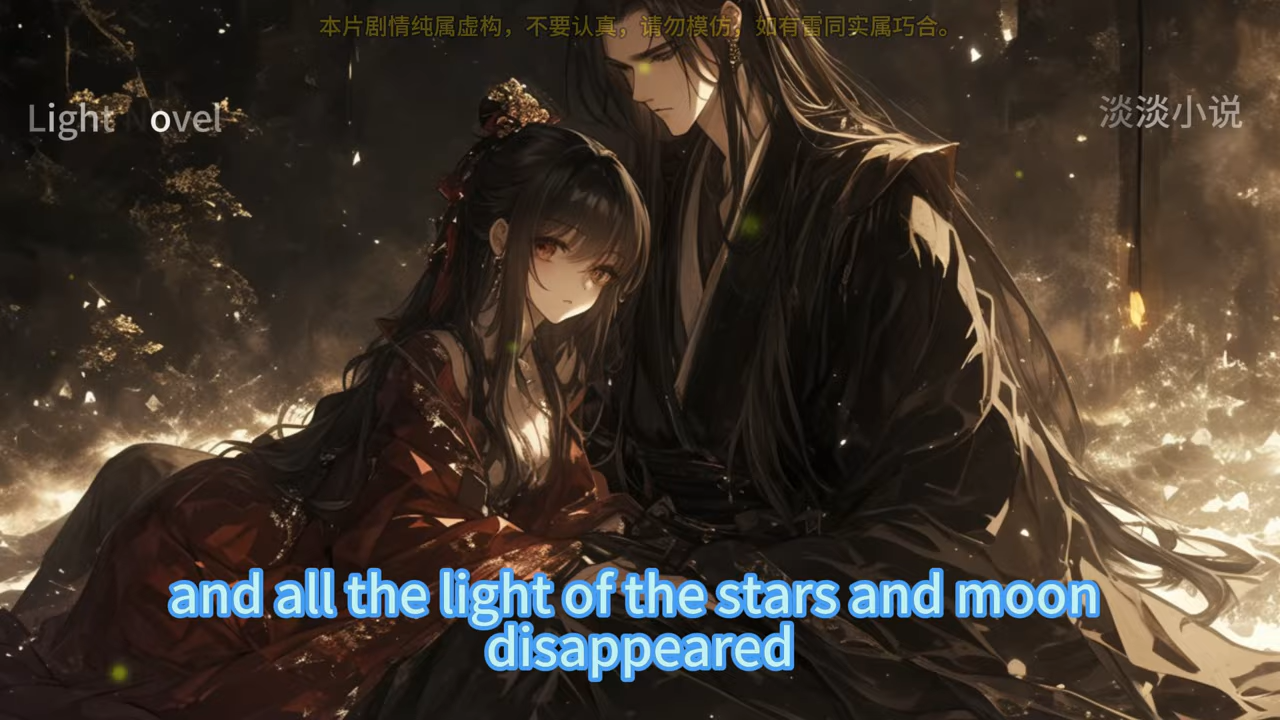 本片剧情纯属虚构，不要认真，请勿模仿，如有雷同实属巧合。
Light ovel
淡淡小说
and all the light of the stars and moon
disappeared